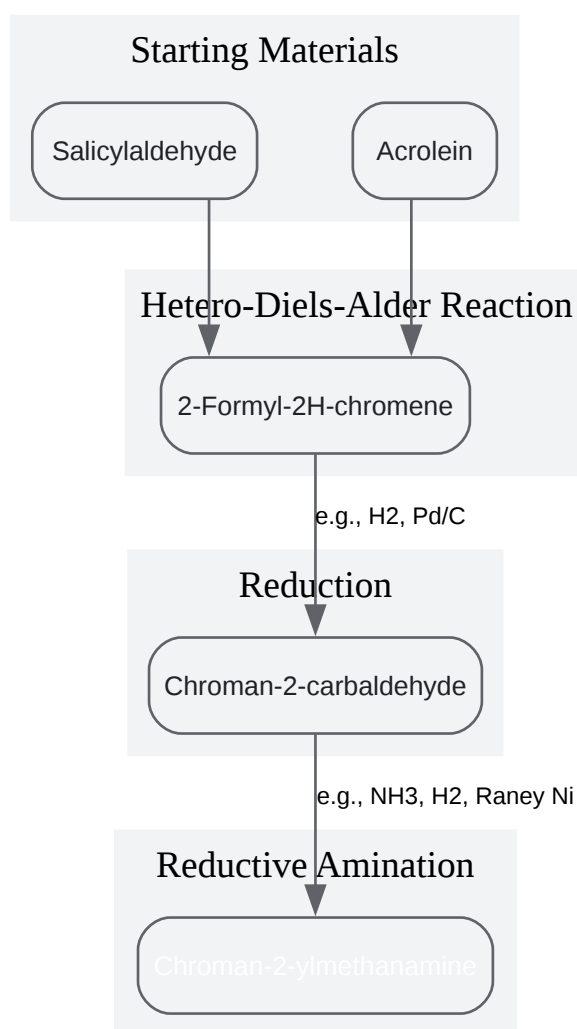 Starting Materials
Salicylaldehyde
Acrolein
Hetero-Diels-Alder Reaction
2-Formyl-2H-chromene
e.g., H2, Pd/C
Reduction
Chroman-2-carbaldehyde
e.g., NH3, H2, Raney Ni
Reductive Amination
Chroman-2-ylmethanamine